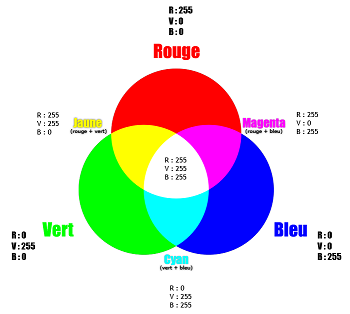 R : 255
V : 0
B : 0
Rouge
R : 255
V : 255
B : 0
Jaune
(rouge + vert)
Magenta
(rouge + bleu)
R : 255
V : 0
B : 255
R : 255
V : 255
B : 255
R : 0
V : 255
B : 0
Vert
Bleu
R : 0
V : 0
B : 255
Cyan
(vert + bleu)
R : 0
V : 255
B : 255